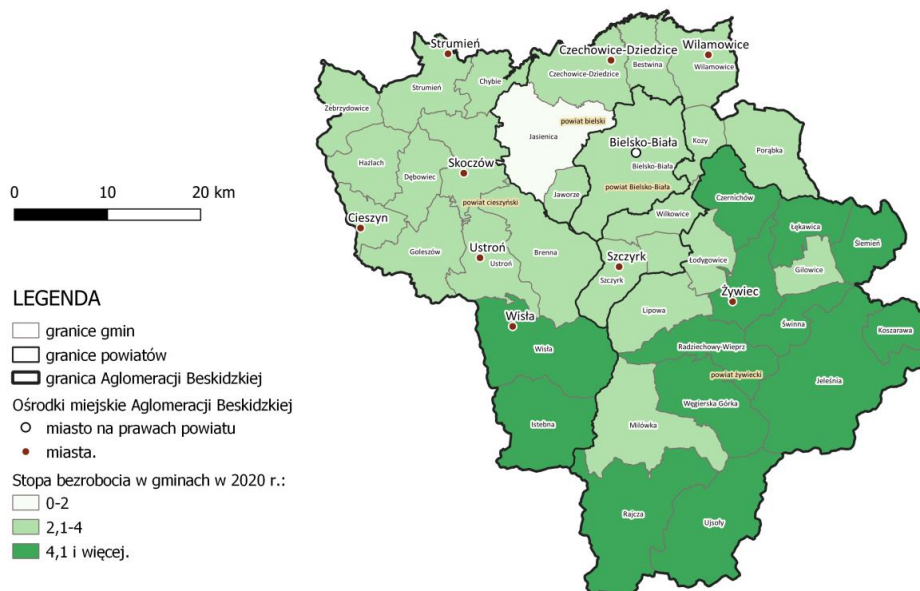 Strumień
Czechowice-Dziedzice
Wilamowice
Chybie
Czechowice-Dziedzice
Bestwina
Wilamowice
Strumień
Zebrzydowice
powiat bielski
Jasienica
Bielsko-Biała
Kozy
Porąbka
Hażlach
Skoczów
Bielsko-Biała
Dębowiec
powiat Bielsko-Biała
0 10 20 km
Jaworze
Czernichów
powiat cieszyński
Cieszyn
Wilkowice
Łękawica
Ślemień
Goleszów
Ustroń
Brenna
Szczyrk
Łodygowice
Ustroń
Gilowice
Szczyrk
Żywiec
LEGENDA
Lipowa
Wisła
Świnna
Koszarawa
granice gmin
Wisła
Radziechowy-Wieprz
granice powiatów
powiat żywiecki
Jeleśnia
granica Aglomeracji Beskidzkiej
Węgierska Górka
Ośrodki miejskie Aglomeracji Beskidzkiej
Istebna
Milówka
miasto na prawach powiatu
miasta.
Stopa bezrobocia w gminach w 2020 r.:
0-2
2,1-4
Rajcza
Ujsoły
4,1 i więcej.